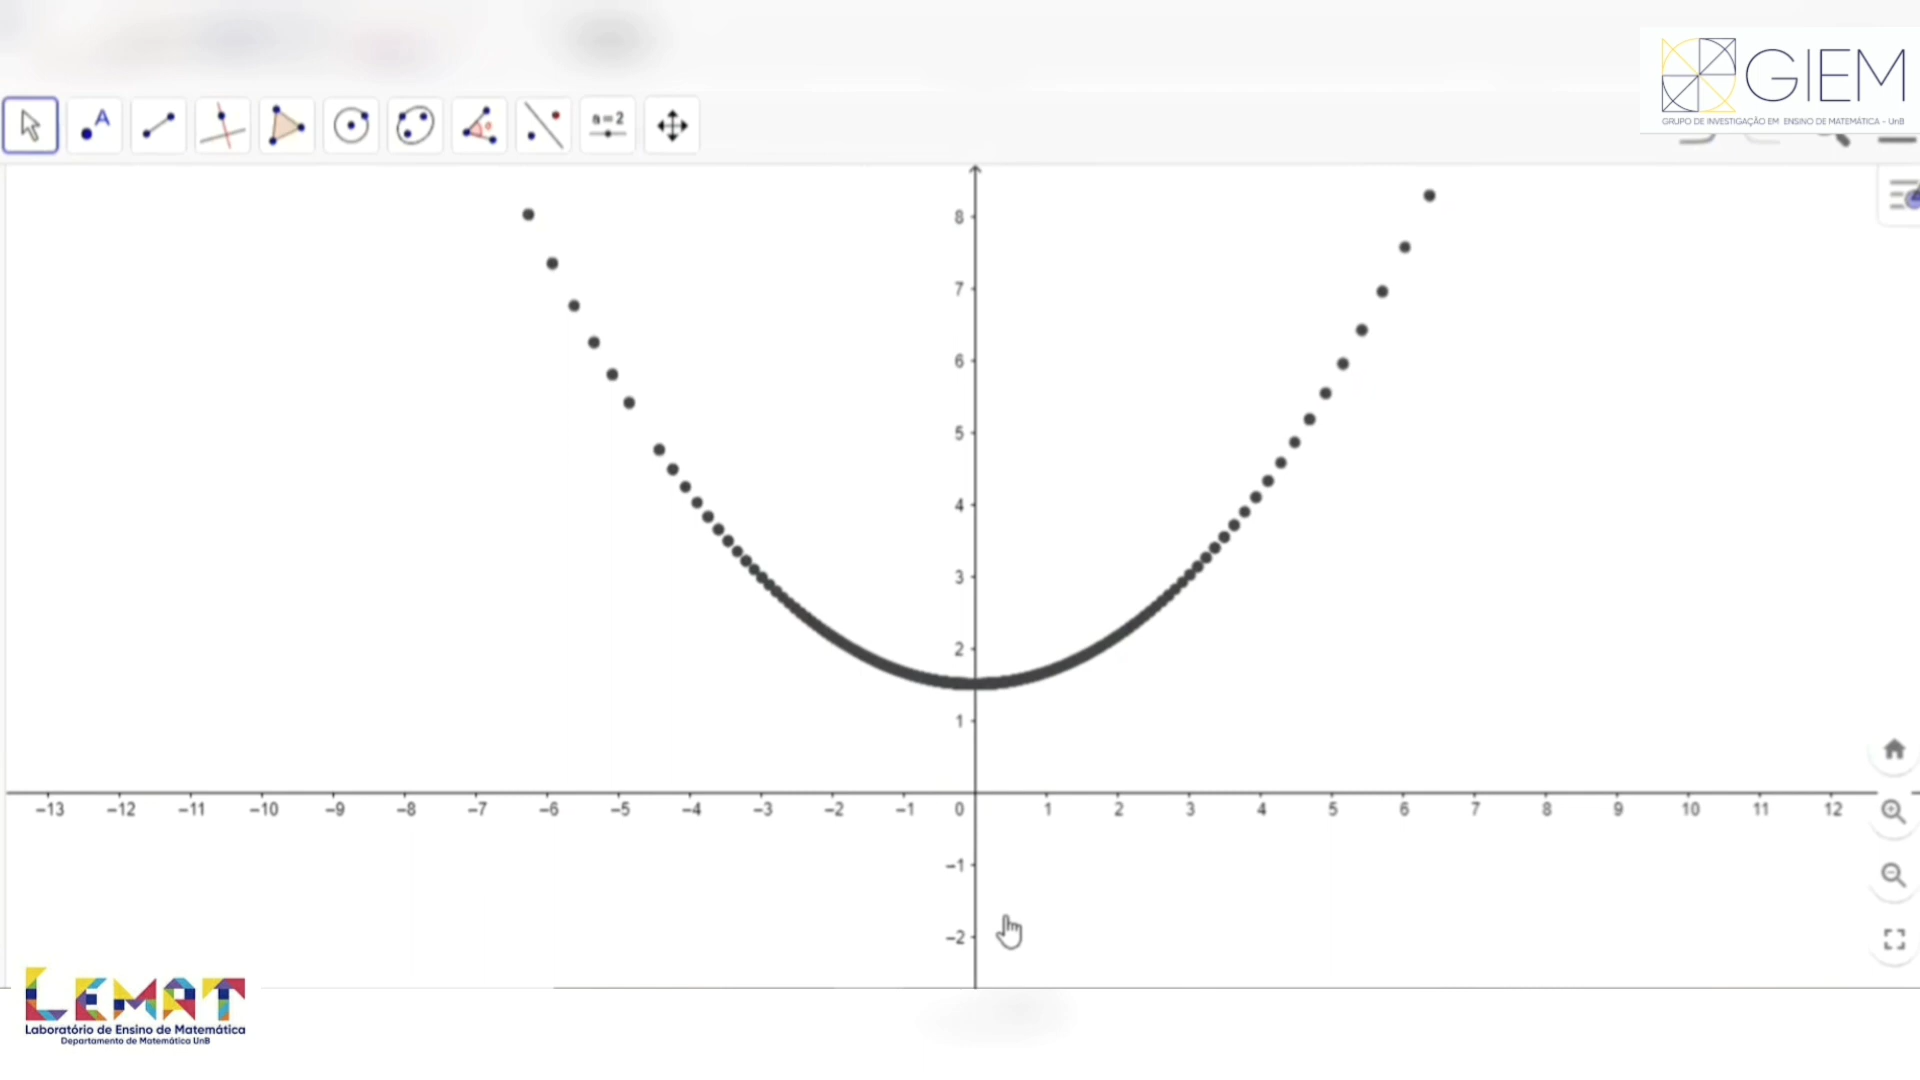 GIEM
GRUPO DE INVESTIGAÇÃO EM ENSINO DE MATEMÁTICA - UnB
A
a=2
8
7
6
5
4
3
2
1
–13 –12 –11 –10 –9 –8 –7 –6 –5 –4 –3 –2 –1 0 1 2 3 4 5 6 7 8 9 10 11 12
–1
–2
LEMAT
Laboratório de Ensino de Matemática
Departamento de Matemática UnB